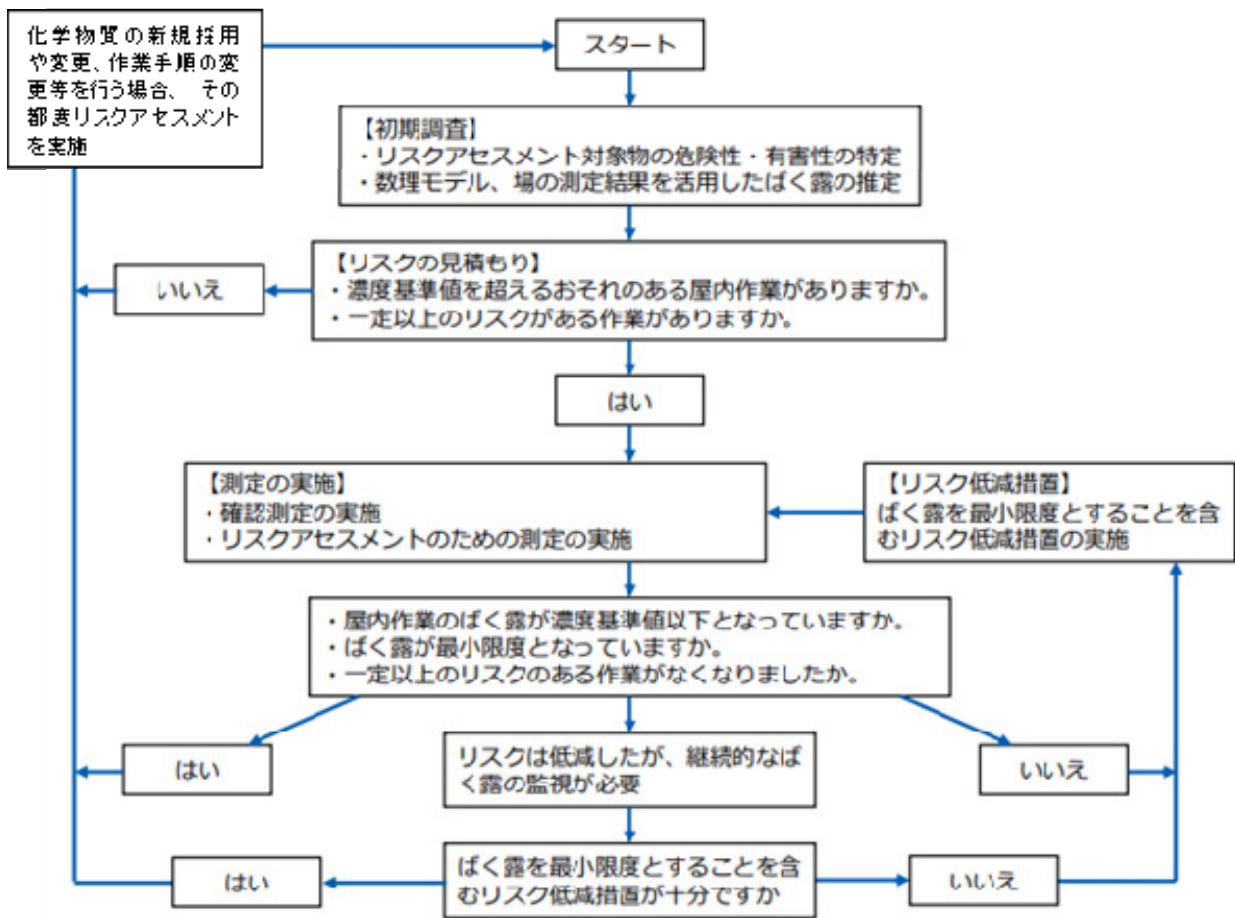 化学物質の新規採用
や変更、作業手順の変
更等を行う場合、 その
都度リスクアセスメント
を実施
スタート
【初期調査】
・リスクアセスメント対象物の危険性・有害性の特定
・数理モデル、場の測定結果を活用したばく露の推定
【リスクの見積もり】
・濃度基準値を超えるおそれのある屋内作業がありますか。
・一定以上のリスクがある作業がありますか。
いいえ
はい
【測定の実施】
・確認測定の実施
・リスクアセスメントのための測定の実施
【リスク低減措置】
ばく露を最小限度とすることを含
むリスク低減措置の実施
・屋内作業のばく露が濃度基準値以下となっていますか。
・ばく露が最小限度となっていますか。
・一定以上のリスクのある作業がなくなりましたか。
はい
リスクは低減したが、継続的なば
く露の監視が必要
いいえ
はい
ばく露を最小限度とすることを含
むリスク低減措置が十分ですか
いいえ